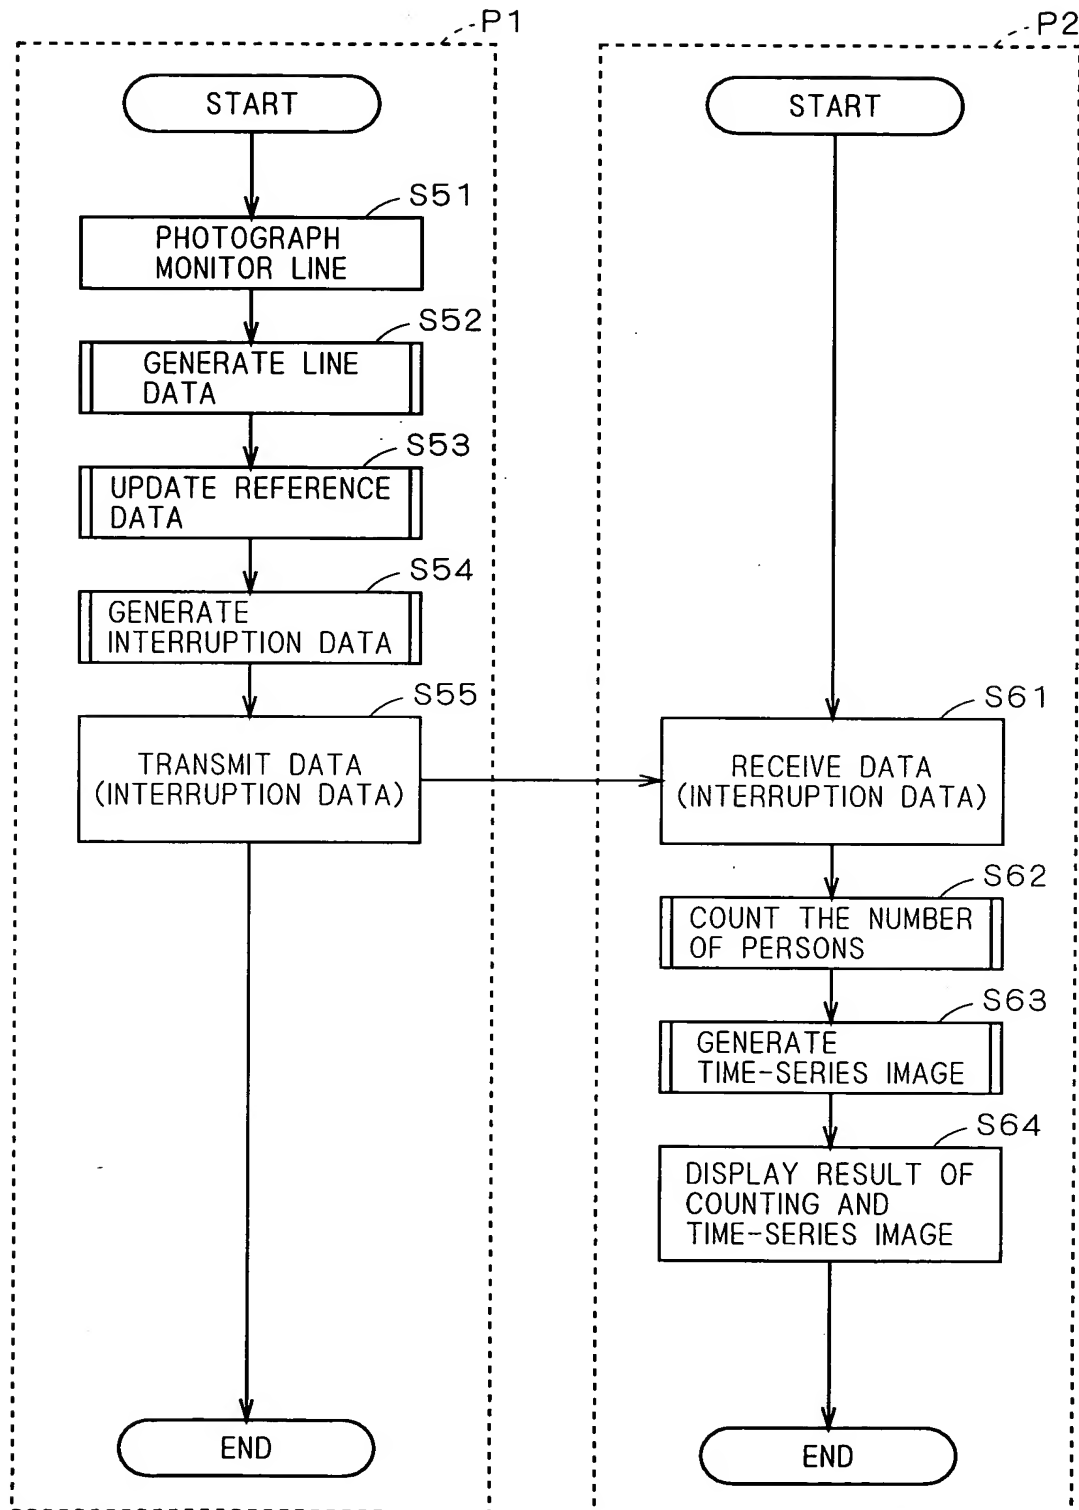 P1
START
S51
PHOTOGRAPH
MONITOR LINE
S52
GENERATE LINE
DATA
S53
UPDATE REFERENCE
DATA
S54
GENERATE
INTERRUPTION DATA
S55
TRANSMIT DATA
(INTERRUPTION DATA)
END
P2
START
S61
RECEIVE DATA
(INTERRUPTION DATA)
S62
COUNT THE NUMBER
OF PERSONS
S63
GENERATE
TIME-SERIES IMAGE
S64
DISPLAY RESULT OF
COUNTING AND
TIME-SERIES IMAGE
END